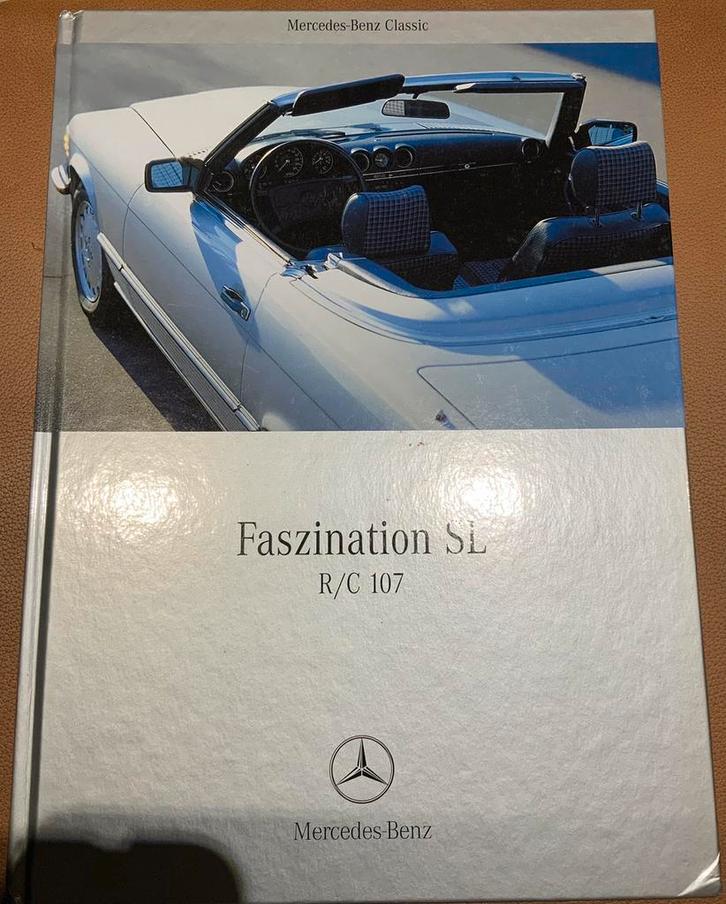 Mercedes-Benz Classic
Faszination SL
R/C 107
Mercedes-Benz